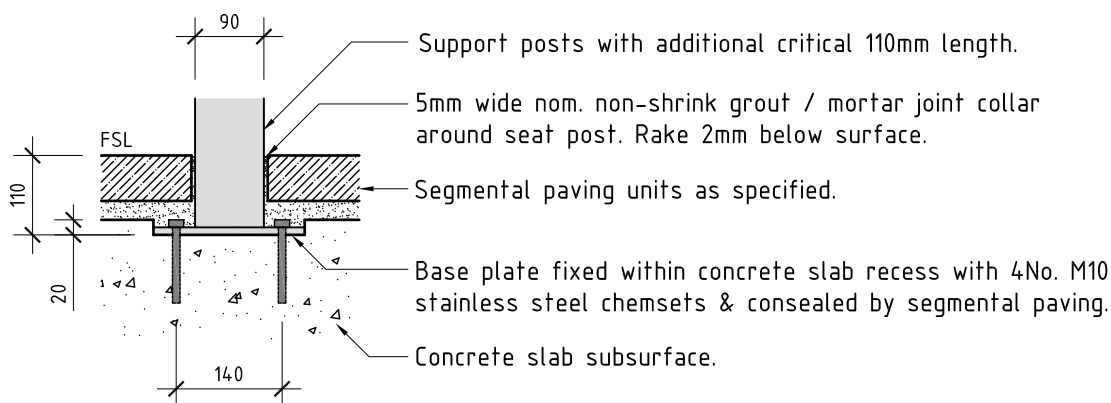 90
Support posts with additional critical 110mm length.
5mm wide nom. non-shrink grout / mortar joint collar
around seat post. Rake 2mm below surface.
FSL
110
Segmental paving units as specified.
20
Base plate fixed within concrete slab recess with 4No. M10
stainless steel chemsets & consealed by segmental paving.
Concrete slab subsurface.
140